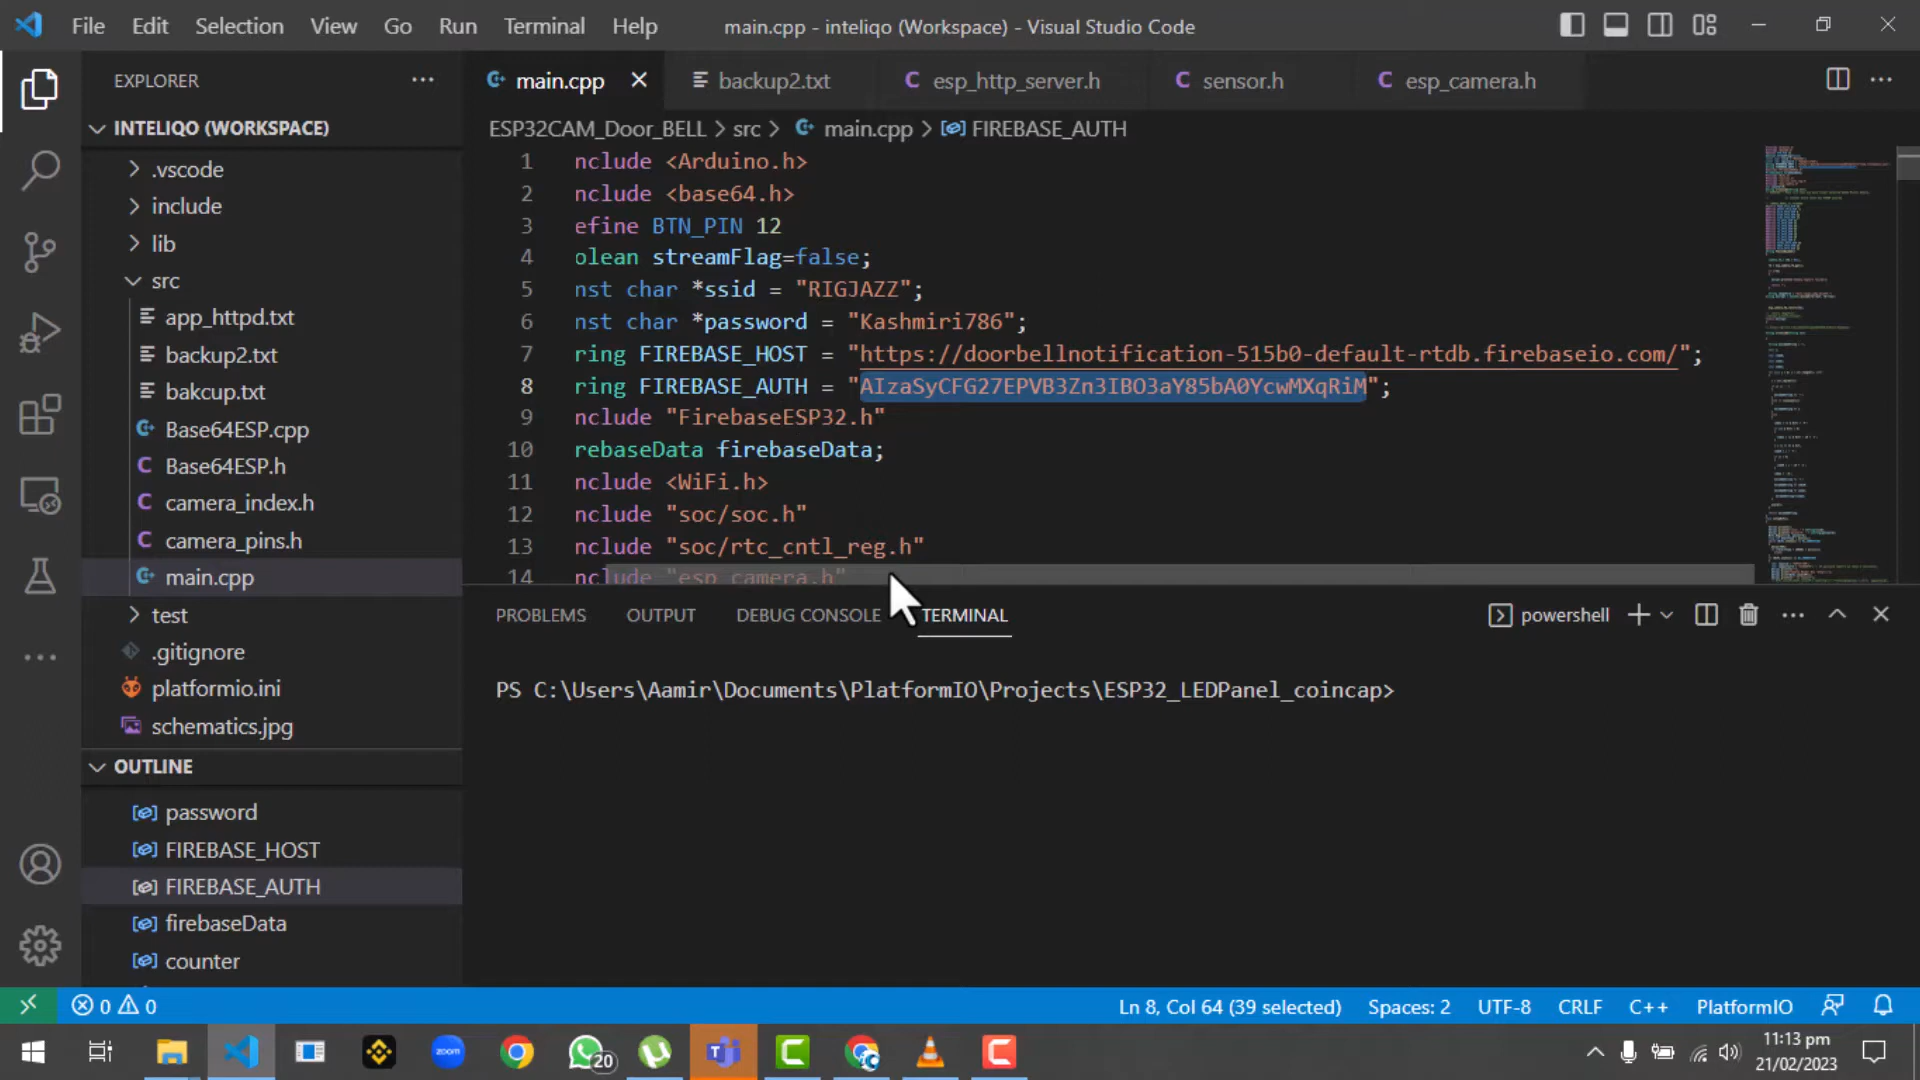 File Edit Selection View Go Run Terminal Help
main.cpp - inteliqo (Workspace) - Visual Studio Code
EXPLORER
main.cpp
backup2.txt
esp_http_server.h
sensor.h
esp_camera.h
INTELIQO (WORKSPACE)
ESP32CAM_Door_BELL > src > main.cpp > FIREBASE_AUTH
.vscode
include
lib
src
app_httpd.txt
backup2.txt
bakcup.txt
Base64ESP.cpp
Base64ESP.h
camera_index.h
camera_pins.h
main.cpp
test
.gitignore
platformio.ini
schematics.jpg
OUTLINE
password
FIREBASE_HOST
FIREBASE_AUTH
firebaseData
counter
1 nclude <Arduino.h>
2 nclude <base64.h>
3 efine BTN_PIN 12
4 olean streamFlag=false;
5 nst char *ssid = "RIGJAZZ";
6 nst char *password = "Kashmiri786";
7 ring FIREBASE_HOST = "https://doorbellnotification-515b0-default-rtdb.firebaseio.com/";
8 ring FIREBASE_AUTH = "AIzaSyCFG27EPVB3Zn3IBO3aY85bA0YcwMXqRiM";
9 nclude "FirebaseESP32.h"
10 rebaseData firebaseData;
11 nclude <WiFi.h>
12 nclude "soc/soc.h"
13 nclude "soc/rtc_cntl_reg.h"
14 nclude "esp_camera.h"
PROBLEMS OUTPUT DEBUG CONSOLE TERMINAL
powershell
PS C:\Users\Aamir\Documents\PlatformIO\Projects\ESP32_LEDPanel_coincap>
0 0
Ln 8, Col 64 (39 selected) Spaces: 2 UTF-8 CRLF C++ PlatformIO
zoom
20
11:13 pm
21/02/2023